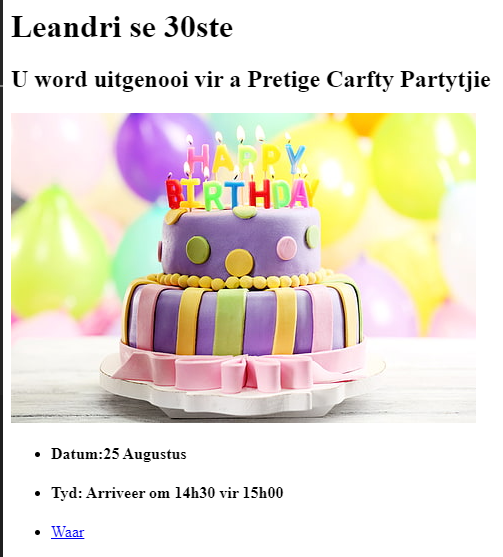 Leandri se 30ste
U word uitgenooi vir a Pretige Carfty Partytjie
HAPPY
BIRTHDAY
Datum:25 Augustus
Tyd: Arriveer om 14h30 vir 15h00
Waar